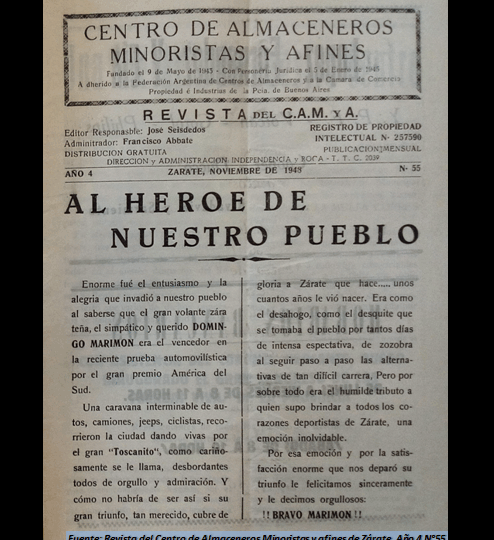 CENTRO DE ALMACENEROS
MINORISTAS Y AFINES
Fundado el 9 de Mayo de 1943 - Con Personería Jurídica el 5 de Enero de 1945
A dherido a la Federación Argentina de Centros de Almaceneros y a la Camara de Comercio
Propiedad é Industrias de la Pcia. de Buenos Aires
REVISTA DEL C.A.M. Y A.
Editor Responsable: José Seisdedos
REGISTRO DE PROPIEDAD
Adminitrador: Francisco Abbate
INTELECTUAL N· 257590
DISTRIBUCION GRATUITA
PUBLICACION MENSUAL
DIRECCION y ADMINISTRACION INDEPENDENCIA y ROCA - T. T. C. 2039
AÑO 4
ZARATE, NOVIEMBRE DE 1948
N· 55
AL HEROE DE
NUESTRO PUEBLO
Enorme fué el entusiasmo y la
alegria que invadió a nuestro pueblo
al saberse que el gran volante zára
teña, el simpático y querido DOMIN-
GO MARIMON era el vencedor en
la reciente prueba automovilística
por el gran premio América del
Sud.
Una caravana interminable de au-
tos, camiones, jeeps, ciclistas, reco-
rrieron la ciudad dando vivas por
el gran "Toscanito", como cariño-
samente se le llama, desbordantes
todos de orgullo y admiración. Y
cómo no habría de ser así si su
gran triunfo, tan merecido, cubre de
gloria a Zárate que hace..... unos
cuantos años le vió nacer. Era como
el desahogo, como el desquite que
se tomaba el pueblo por tantos días
de intensa espectativa, de zozobra
al seguir paso a paso las alterna-
tivas de tan difícil carrera. Pero por
sobre todo era el humilde tributo a
quien supo brindar a todos los co-
razones deportistas de Zárate, una
emoción inolvidable.
Por esa emoción y por la satis-
facción enorme que nos deparó su
triunfo le felicitamos sinceramente
y le decimos orgullosos:
!! BRAVO MARIMON !!
Fuente: Revista del Centro de Almaceneros Minoristas y afines de Zárate. Año 4 N°55